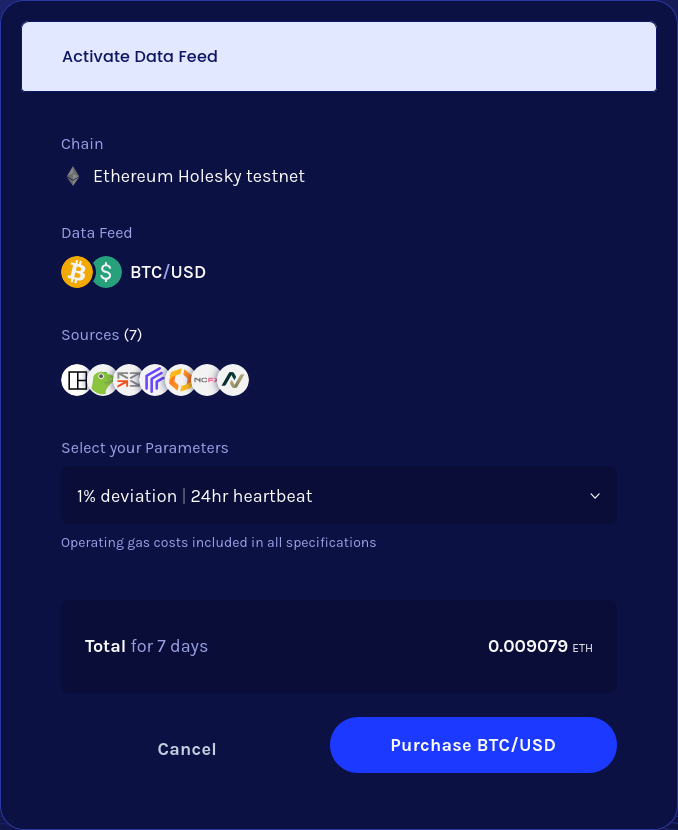 Activate Data Feed
Chain
Ethereum Holesky testnet
Data Feed
BTC/USD
Sources (7)
NCFX
Select your Parameters
1% deviation | 24hr heartbeat
Operating gas costs included in all specifications
Total for 7 days 0.009079 ETH
Cancel Purchase BTC/USD